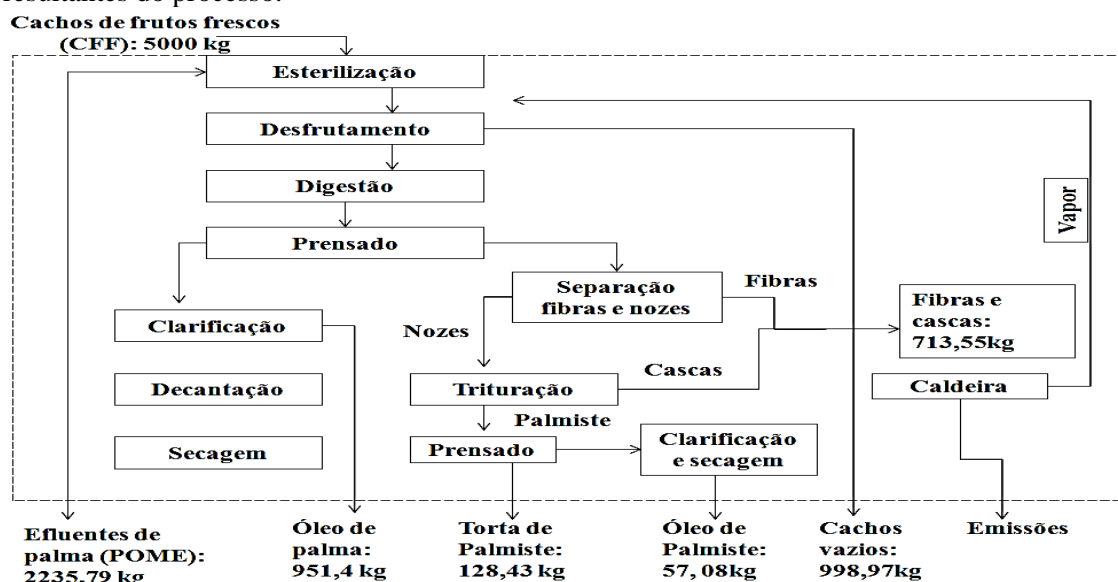 resultantes do processo.
Cachos de frutos frescos
(CFF): 5000 kg
Esterilização
Desfrutamento
Digestão
Prensado
Vapor
Separação
fibras e nozes
Fibras
Fibras e
cascas:
713,55kg
Clarificação
Nozes
Cascas
Decantação
Trituração
Caldeira
Palmiste
Secagem
Prensado
Clarificação
e secagem
Efluentes de
palma (POME):
2235,79 kg
Óleo de
palma:
951,4 kg
Torta de
Palmiste:
128,43 kg
Óleo de
Palmiste:
57, 08kg
Cachos
vazios:
998,97kg
Emissões